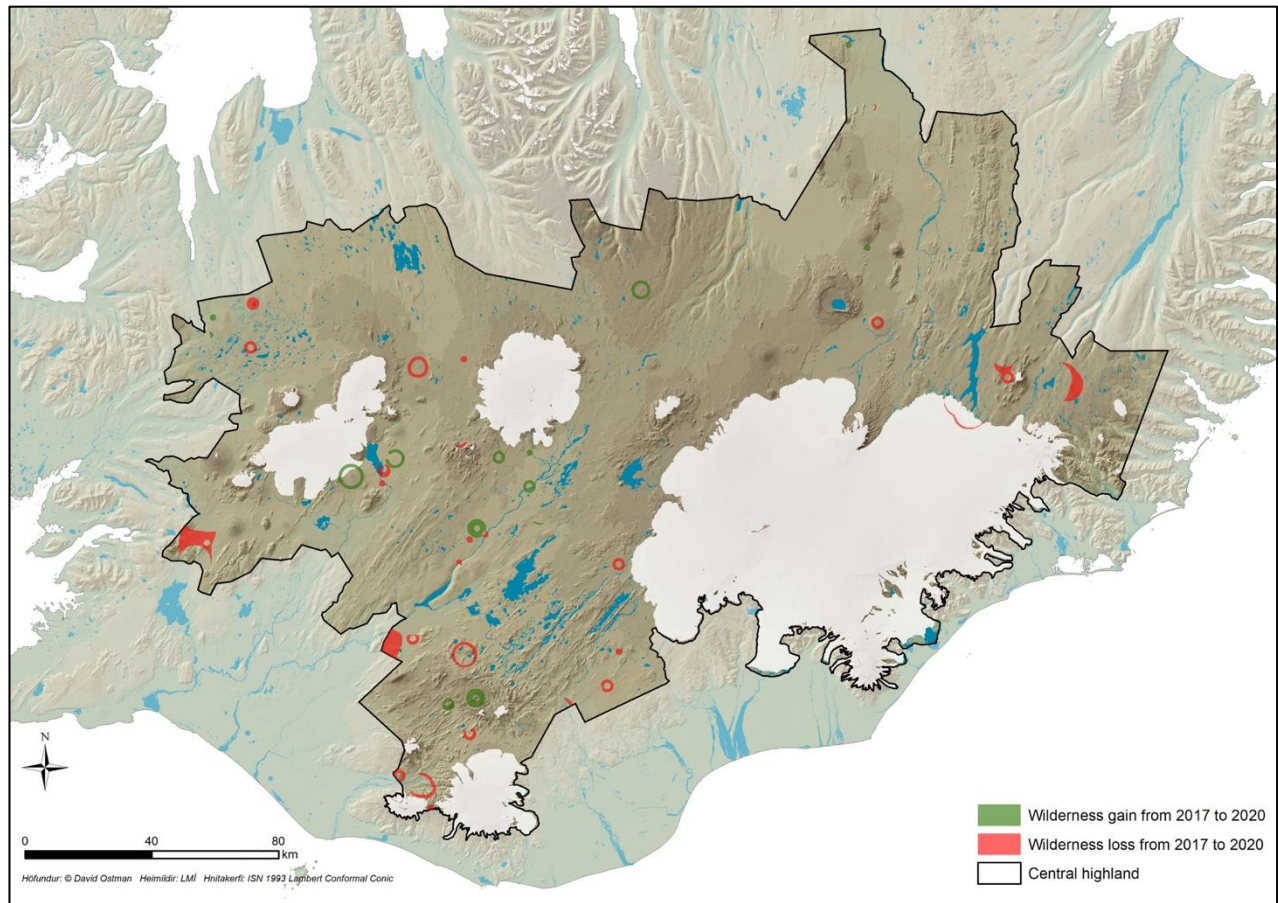 N
0 40 80
km
Höfundur: © David Ostman Heimildir: LMÍ Hnitakerfi: ISN 1993 Lambert Conformal Conic
Wilderness gain from 2017 to 2020
Wilderness loss from 2017 to 2020
Central highland